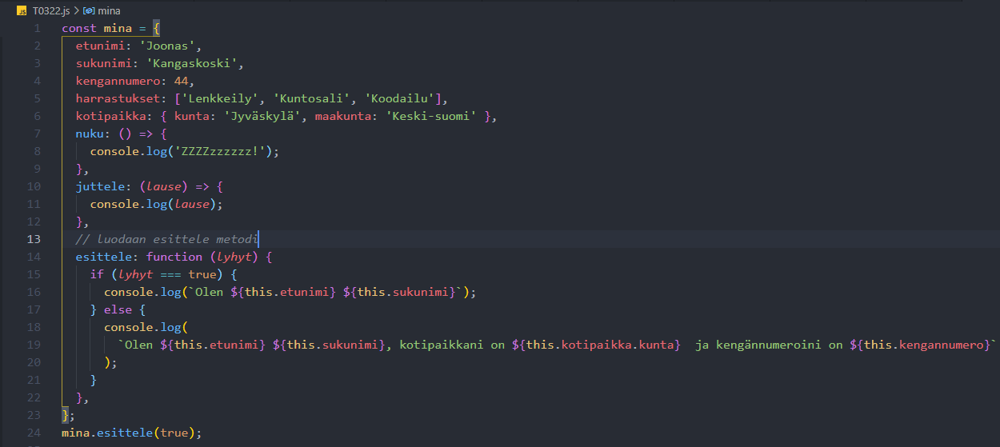 JS T0322.js > mina
1 const mina = {
2 etunimi: 'Joonas',
3 sukunimi: 'Kangaskoski',
4 kengannumero: 44,
5 harrastukset: ['Lenkkeily', 'Kuntosali', 'Koodailu'],
6 kotipaikka: { kunta: 'Jyväskylä', maakunta: 'Keski-suomi' },
7 nuku: () => {
8 console.log('ZZZZzzzzzz!');
9 },
10 juttele: (lause) => {
11 console.log(lause);
12 },
13 // luodaan esittele metodi
14 esittele: function (lyhyt) {
15 if (lyhyt === true) {
16 console.log(`Olen ${this.etunimi} ${this.sukunimi}`);
17 } else {
18 console.log(
19 `Olen ${this.etunimi} ${this.sukunimi}, kotipaikkani on ${this.kotipaikka.kunta}  ja kengännumeroini on ${this.kengannumero}`
20 );
21 }
22 },
23 };
24 mina.esittele(true);